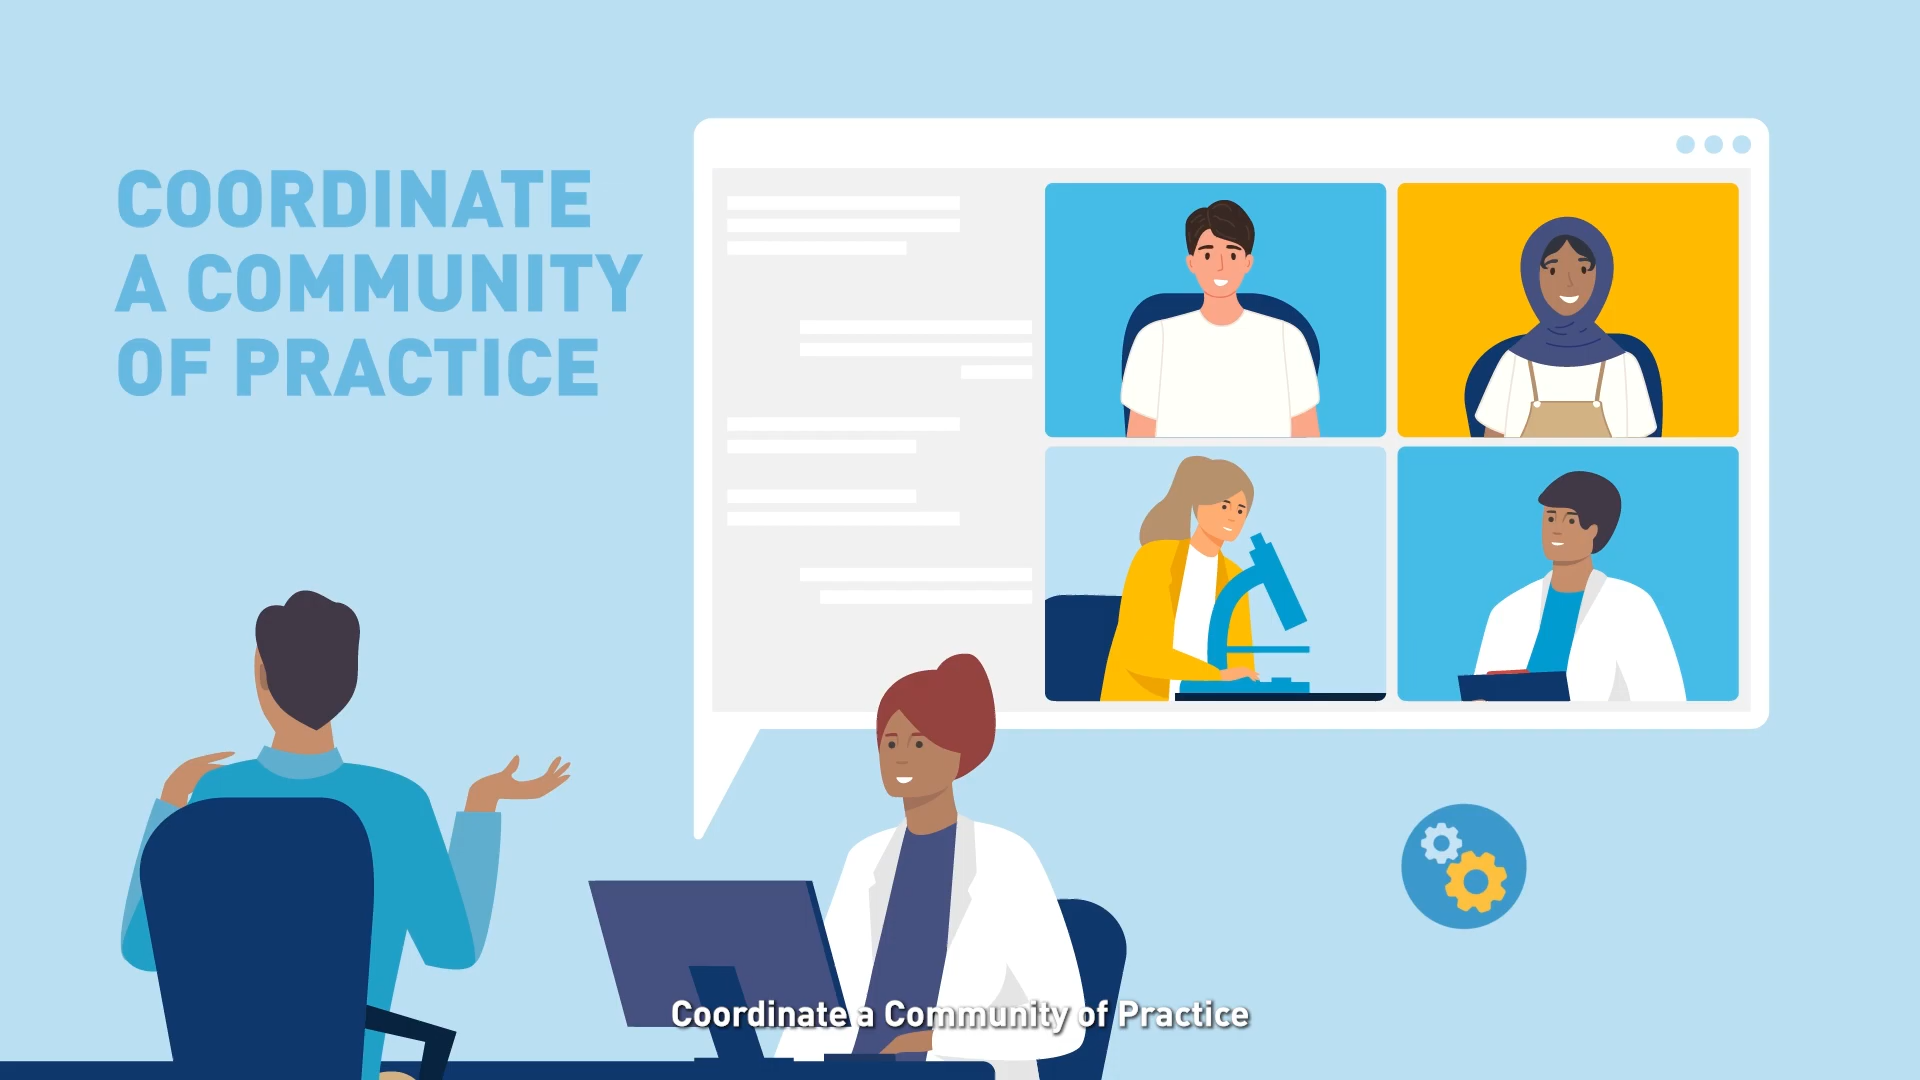 COORDINATE
A COMMUNITY
OF PRACTICE
Coordinate a Community of Practice